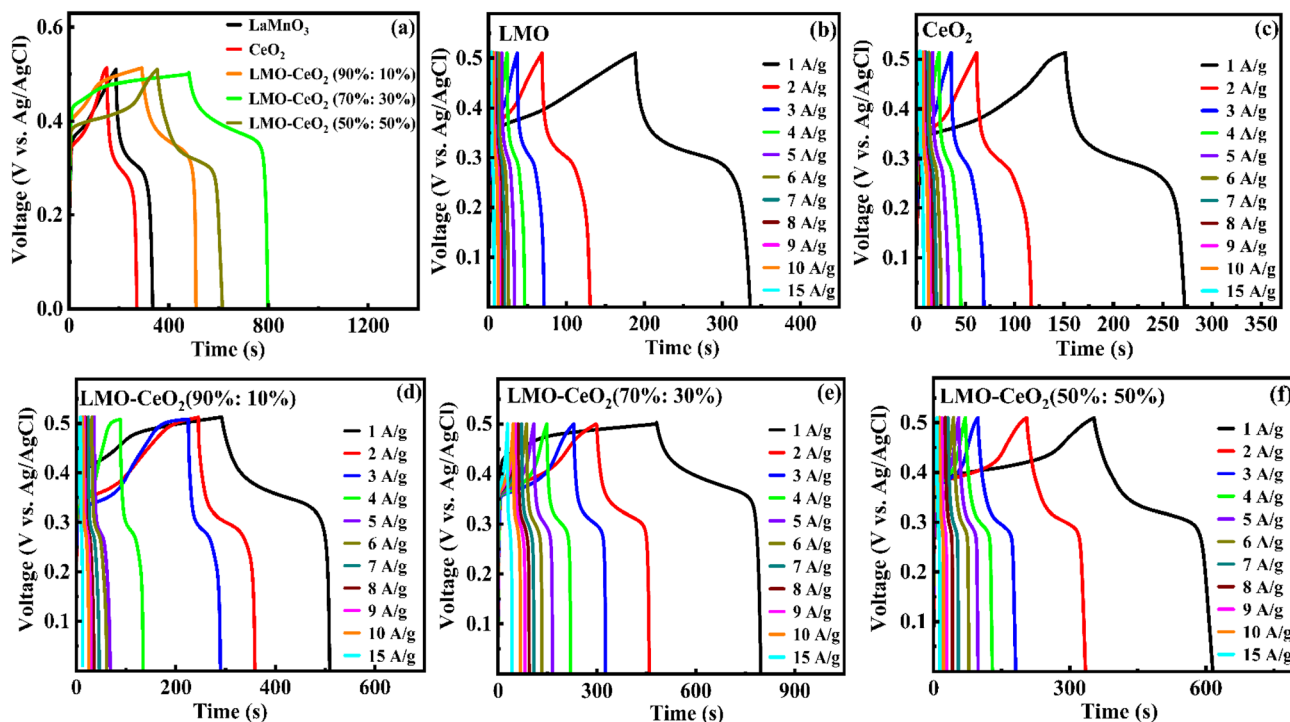 (a)
LaMnO₃
CeO₂
LMO-CeO₂ (90%: 10%)
LMO-CeO₂ (70%: 30%)
LMO-CeO₂ (50%: 50%)
Voltage (V vs. Ag/AgCl)
0.6
0.4
0.2
0.0
0 400 800 1200
Time (s)
LMO (b)
1 A/g
2 A/g
3 A/g
4 A/g
5 A/g
6 A/g
7 A/g
8 A/g
9 A/g
10 A/g
15 A/g
Voltage (V vs. Ag/AgCl)
0.5
0.4
0.3
0.2
0.1
0 100 200 300 400
Time (s)
CeO₂ (c)
1 A/g
2 A/g
3 A/g
4 A/g
5 A/g
6 A/g
7 A/g
8 A/g
9 A/g
10 A/g
15 A/g
Voltage (V vs. Ag/AgCl)
0.5
0.4
0.3
0.2
0.1
0 50 100 150 200 250 300 350
Time (s)
LMO-CeO₂(90%: 10%) (d)
1 A/g
2 A/g
3 A/g
4 A/g
5 A/g
6 A/g
7 A/g
8 A/g
9 A/g
10 A/g
15 A/g
Voltage (V vs. Ag/AgCl)
0.5
0.4
0.3
0.2
0.1
0 200 400 600
Time (s)
LMO-CeO₂(70%: 30%) (e)
1 A/g
2 A/g
3 A/g
4 A/g
5 A/g
6 A/g
7 A/g
8 A/g
9 A/g
10 A/g
15 A/g
Voltage (V vs. Ag/AgCl)
0.5
0.4
0.3
0.2
0.1
0 300 600 900
Time (s)
LMO-CeO₂(50%: 50%) (f)
1 A/g
2 A/g
3 A/g
4 A/g
5 A/g
6 A/g
7 A/g
8 A/g
9 A/g
10 A/g
15 A/g
Voltage (V vs. Ag/AgCl)
0.5
0.4
0.3
0.2
0.1
0 300 600
Time (s)